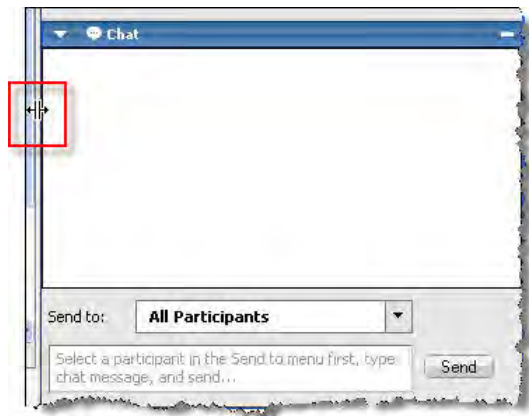 Chat
Send to: All Participants
Select a participant in the Send to menu first, type
chat message, and send...
Send